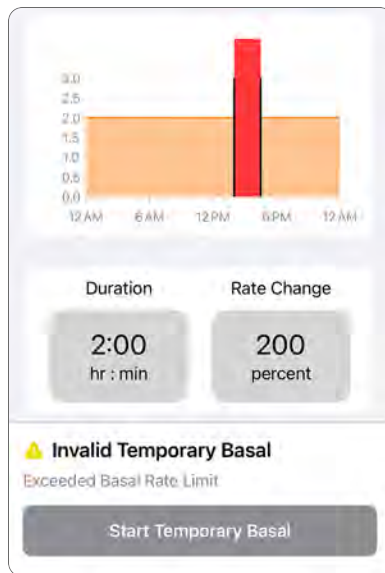 3.0
2.5
2.0
1.5
1.0
0.5
0.0
12 AM 6 AM 12 PM 6 PM 12 AM
Duration Rate Change
2:00 200
hr : min percent
Invalid Temporary Basal
Exceeded Basal Rate Limit
Start Temporary Basal